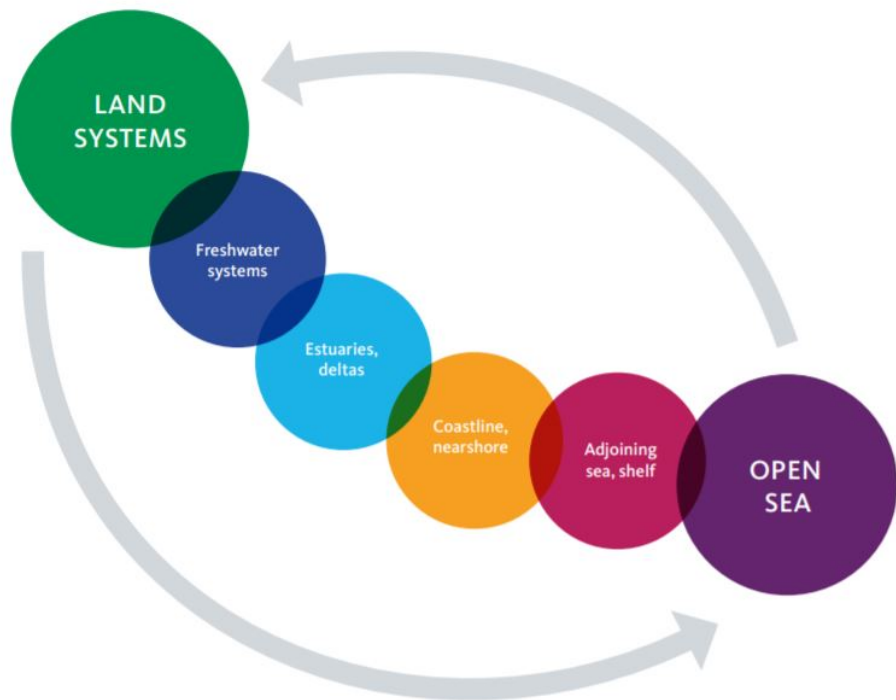 LAND
SYSTEMS
Freshwater
systems
Estuaries,
deltas
Coastline,
nearshore
Adjoining
sea, shelf
OPEN
SEA